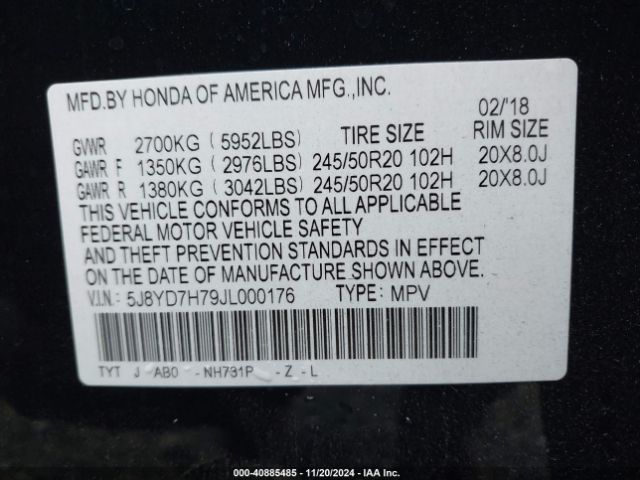 MFD.BY HONDA OF AMERICA MFG.,INC.
02/'18
GVWR 2700KG ( 5952LBS) TIRE SIZE RIM SIZE
GAWR F 1350KG ( 2976LBS) 245/50R20 102H 20X8.0J
GAWR R 1380KG ( 3042LBS) 245/50R20 102H 20X8.0J
THIS VEHICLE CONFORMS TO ALL APPLICABLE
FEDERAL MOTOR VEHICLE SAFETY
AND THEFT PREVENTION STANDARDS IN EFFECT
ON THE DATE OF MANUFACTURE SHOWN ABOVE.
V.I.N.: 5J8YD7H79JL000176 TYPE: MPV
TYT J AB0 -NH731P -Z-L
000-40885485 - 11/20/2024 - IAA Inc.